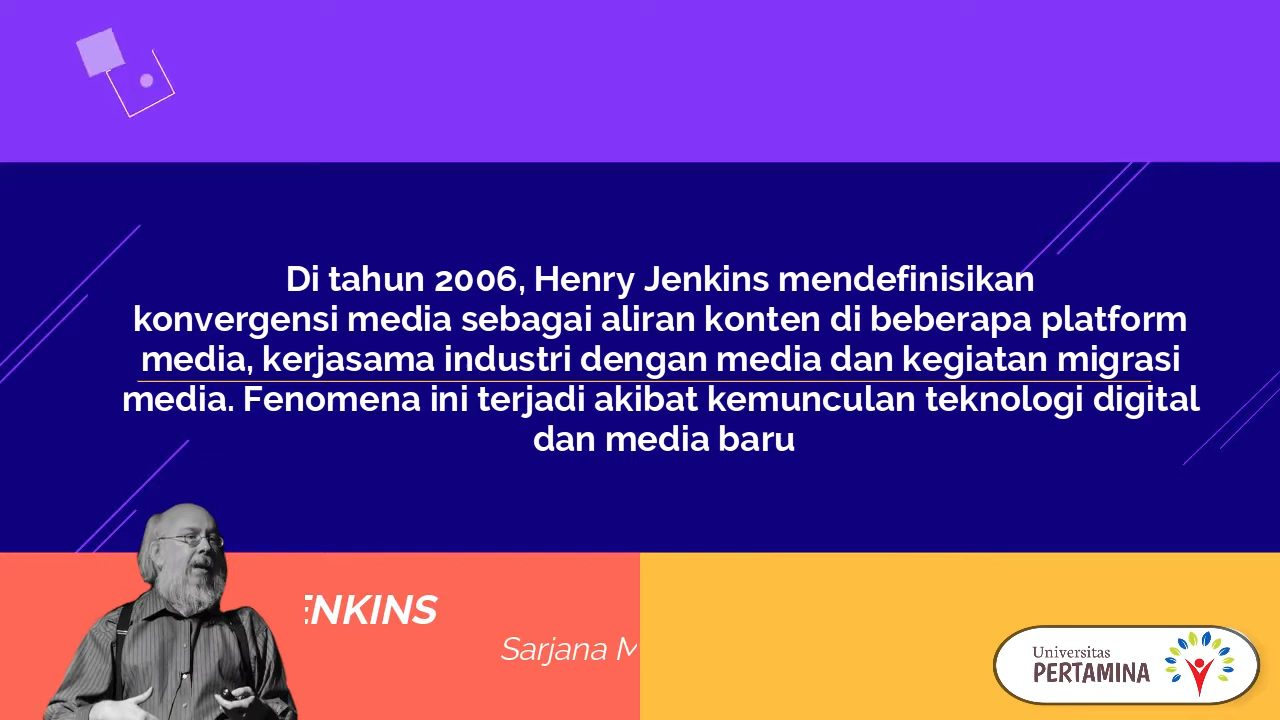 Di tahun 2006, Henry Jenkins mendefinisikan
konvergensi media sebagai aliran konten di beberapa platform
media, kerjasama industri dengan media dan kegiatan migrasi
media. Fenomena ini terjadi akibat kemunculan teknologi digital
dan media baru
ENKINS
Sarjana M
Universitas
PERTAMINA